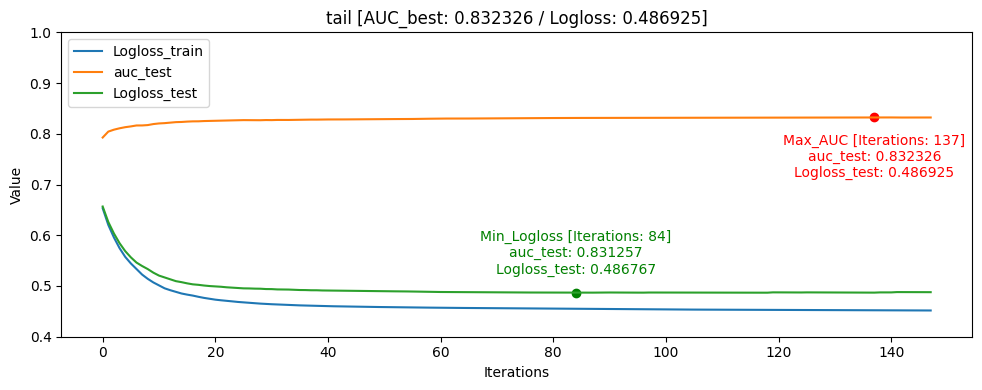 tail [AUC_best: 0.832326 / Logloss: 0.486925]
1.0
0.9
0.8
0.7
0.6
0.5
0.4
Value
Logloss_train
auc_test
Logloss_test
Max_AUC [Iterations: 137]
auc_test: 0.832326
Logloss_test: 0.486925
Min_Logloss [Iterations: 84]
auc_test: 0.831257
Logloss_test: 0.486767
0 20 40 60 80 100 120 140
Iterations